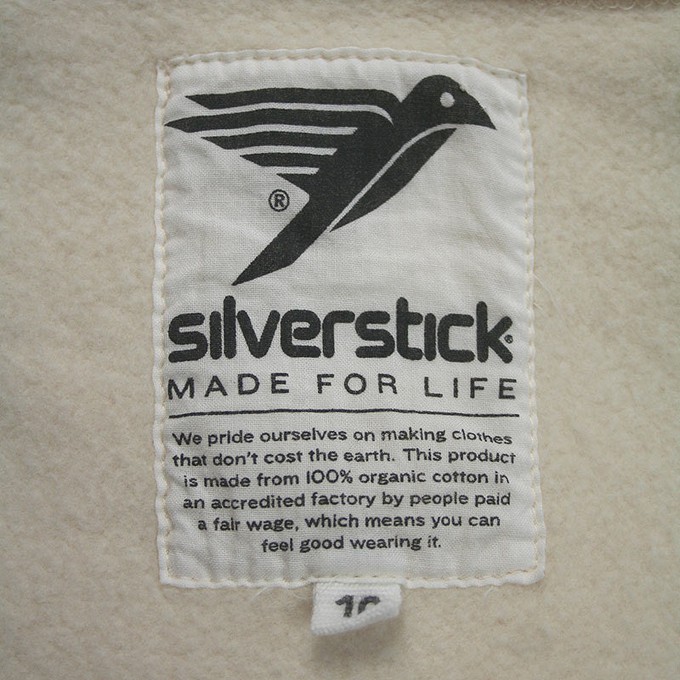 ®
silverstick®
MADE FOR LIFE
We pride ourselves on making clothes
that don't cost the earth. This product
is made from 100% organic cotton in
an accredited factory by people paid
a fair wage, which means you can
feel good wearing it.